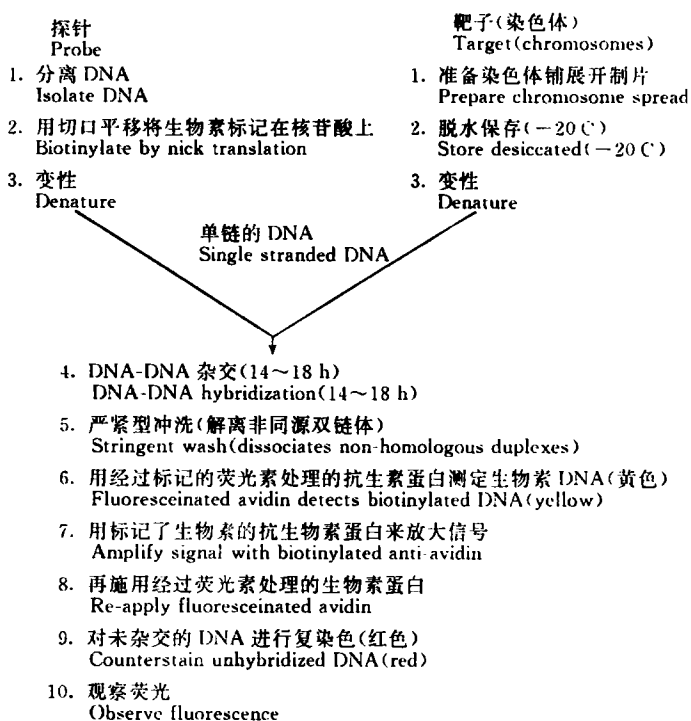 探针
Probe
1. 分离 DNA
Isolate DNA
2. 用切口平移将生物素标记在核苷酸上
Biotinylate by nick translation
3. 变性
Denature
靶子(染色体)
Target(chromosomes)
1. 准备染色体铺展开制片
Prepare chromosome spread
2. 脱水保存(－20℃)
Store desiccated(－20℃)
3. 变性
Denature
单链的 DNA
Single stranded DNA
4. DNA-DNA 杂交(14～18 h)
DNA-DNA hybridization(14～18 h)
5. 严紧型冲洗(解离非同源双链体)
Stringent wash(dissociates non-homologous duplexes)
6. 用经过标记的荧光素处理的抗生素蛋白测定生物素 DNA(黄色)
Fluoresceinated avidin detects biotinylated DNA(yellow)
7. 用标记了生物素的抗生物素蛋白来放大信号
Amplify signal with biotinylated anti-avidin
8. 再施用经过荧光素处理的生物素蛋白
Re-apply fluoresceinated avidin
9. 对未杂交的 DNA 进行复染色(红色)
Counterstain unhybridized DNA(red)
10. 观察荧光
Observe fluorescence